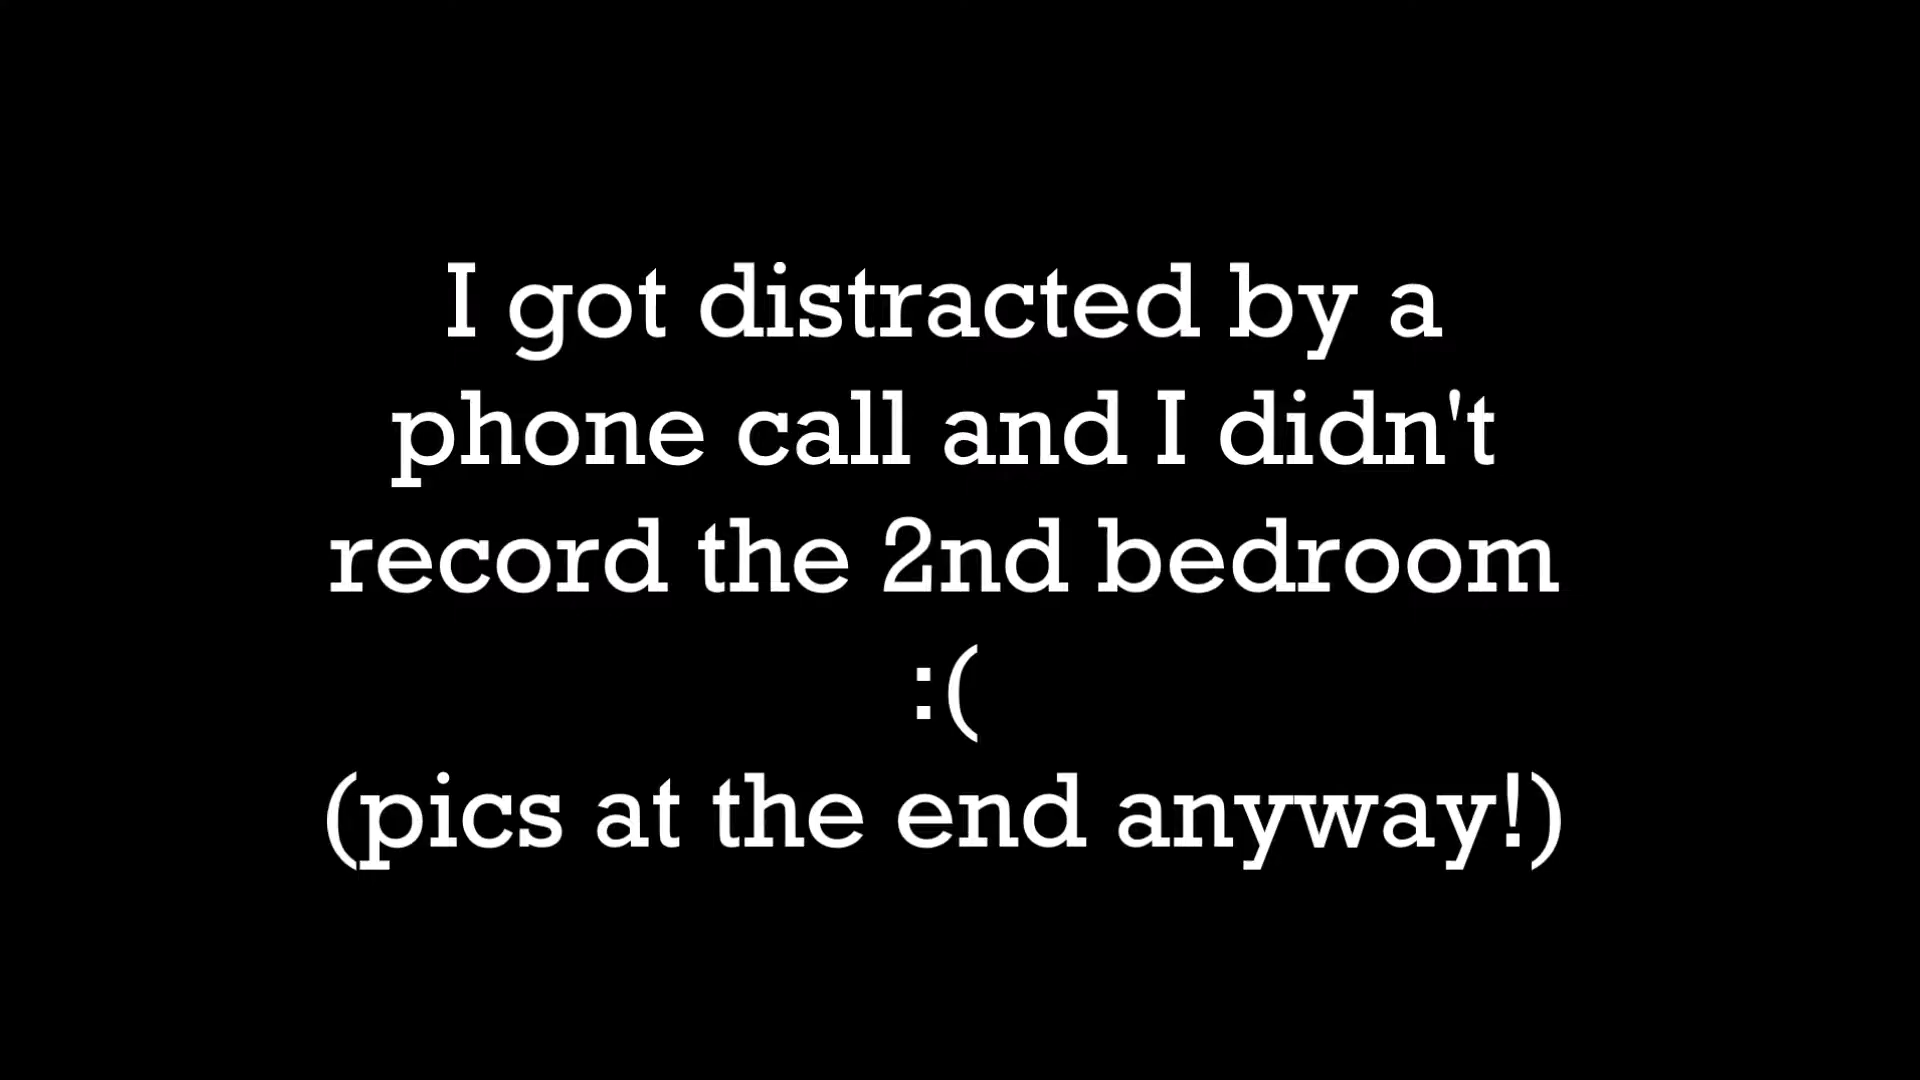 I got distracted by a
phone call and I didn't
record the 2nd bedroom
:(
(pics at the end anyway!)